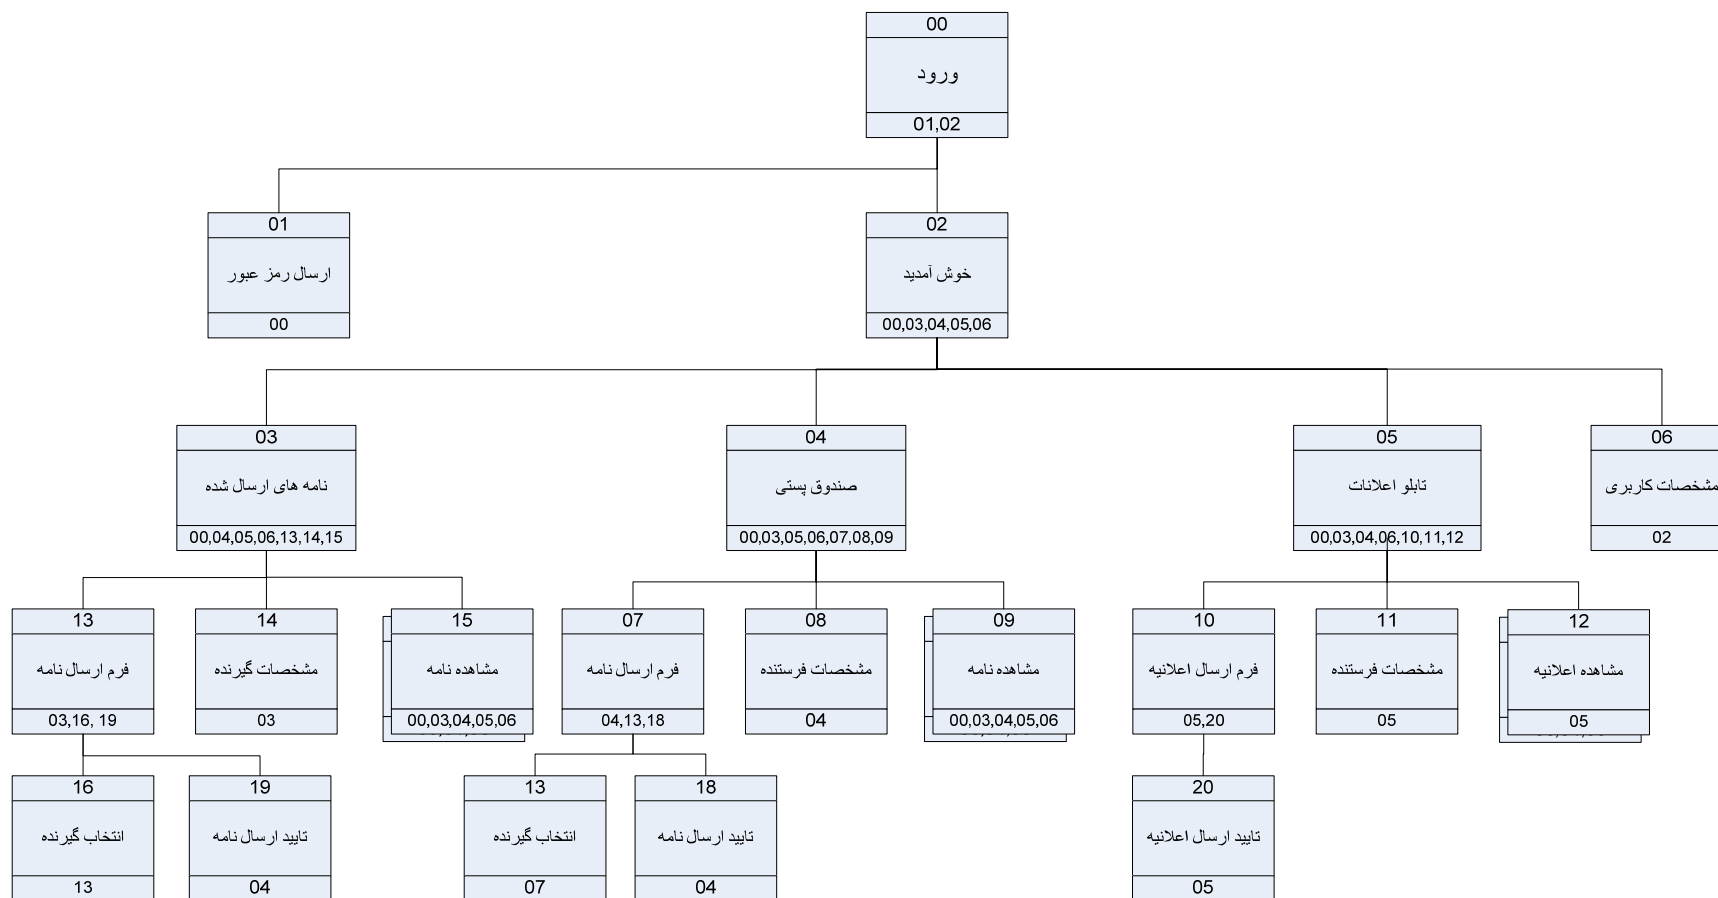 00
ورود
01,02
01
ارسال رمز عبور
00
02
خوش آمدید
00,03,04,05,06
03
نامه های ارسال شده
00,04,05,06,13,14,15
04
صندوق پستی
00,03,05,06,07,08,09
05
تابلو اعلانات
00,03,04,06,10,11,12
06
مشخصات کاربری
02
13
فرم ارسال نامه
03,16, 19
14
مشخصات گیرنده
03
15
مشاهده نامه
00,03,04,05,06
07
فرم ارسال نامه
04,13,18
08
مشخصات فرستنده
04
09
مشاهده نامه
00,03,04,05,06
10
فرم ارسال اعلانیه
05,20
11
مشخصات فرستنده
05
12
مشاهده اعلانیه
05
16
انتخاب گیرنده
13
19
تایید ارسال نامه
04
13
انتخاب گیرنده
07
18
تایید ارسال نامه
04
20
تایید ارسال اعلانیه
05